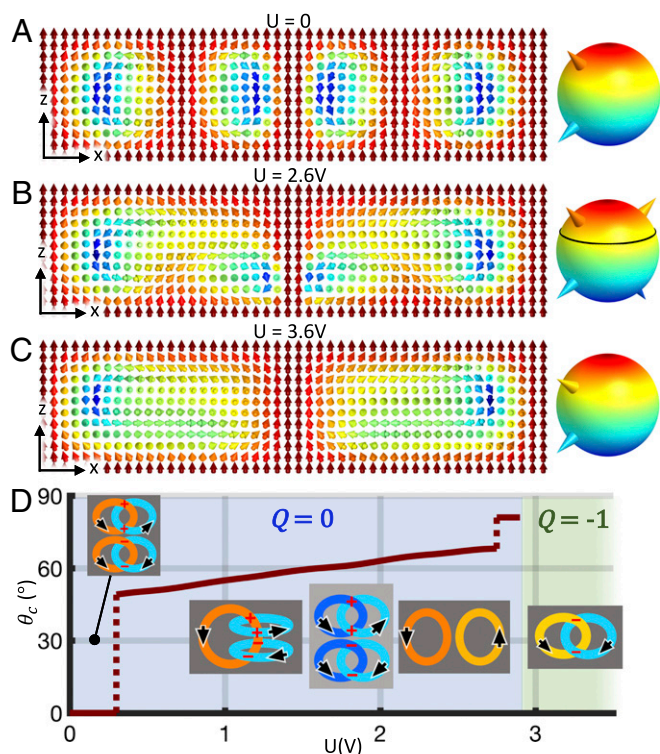 A
U = 0
z
x
B
U = 2.6V
z
x
C
U = 3.6V
z
x
D
90
60
30
0
θc (°)
Q = 0
Q = -1
+
+
−
−
+
+
−
−
+
+
−
−
−
−
0
1
2
3
U(V)